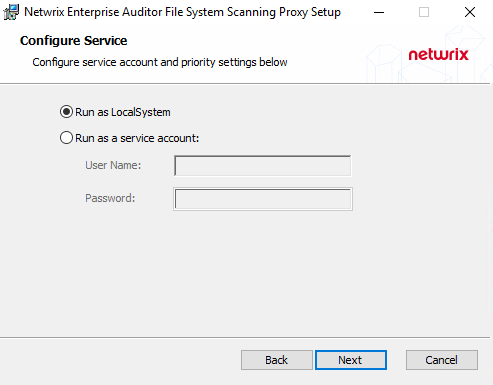 Netwrix Enterprise Auditor File System Scanning Proxy Setup
Configure Service
Configure service account and priority settings below
netwrix
Run as LocalSystem
Run as a service account:
User Name:
Password:
Back
Next
Cancel